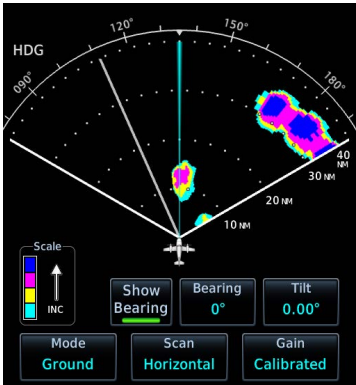 120°
150°
HDG
090°
180°
40
NM
30 NM
20 NM
10 NM
Scale
INC
Show
Bearing
Bearing
0°
Tilt
0.00°
Mode
Ground
Scan
Horizontal
Gain
Calibrated